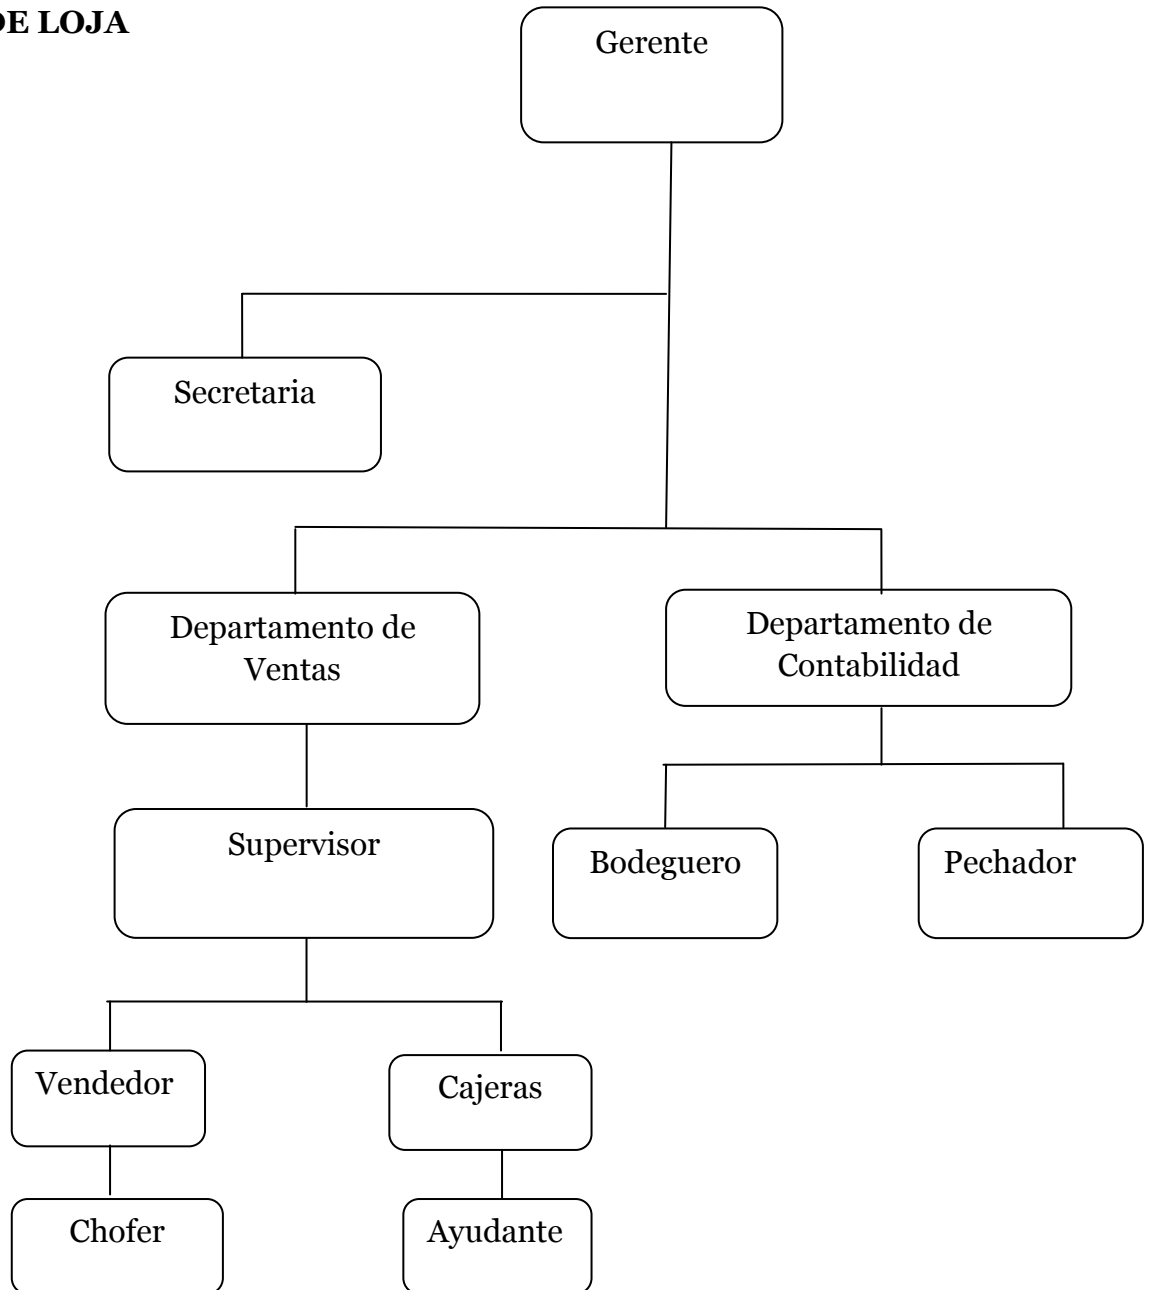 DE LOJA
Gerente
Secretaria
Departamento de
Ventas
Departamento de
Contabilidad
Supervisor
Bodeguero
Pechador
Vendedor
Cajeras
Chofer
Ayudante